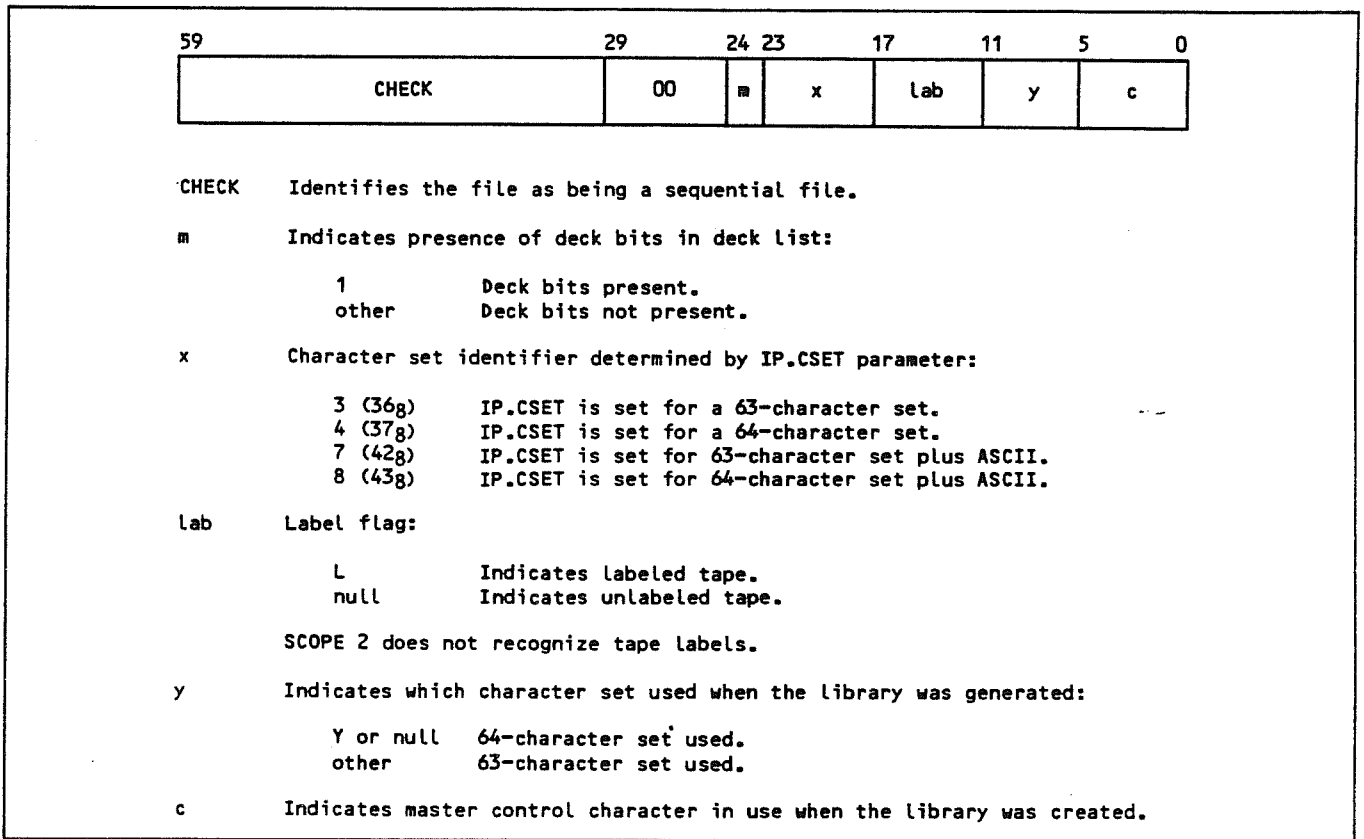 59 29 24 23 17 11 5 0
CHECK 00 m x lab y c
CHECK Identifies the file as being a sequential file.
m Indicates presence of deck bits in deck list:
1 Deck bits present.
other Deck bits not present.
x Character set identifier determined by IP.CSET parameter:
3 (36₈) IP.CSET is set for a 63-character set.
4 (37₈) IP.CSET is set for a 64-character set.
7 (42₈) IP.CSET is set for 63-character set plus ASCII.
8 (43₈) IP.CSET is set for 64-character set plus ASCII.
lab Label flag:
L Indicates labeled tape.
null Indicates unlabeled tape.
SCOPE 2 does not recognize tape labels.
y Indicates which character set used when the library was generated:
Y or null 64-character set used.
other 63-character set used.
c Indicates master control character in use when the library was created.